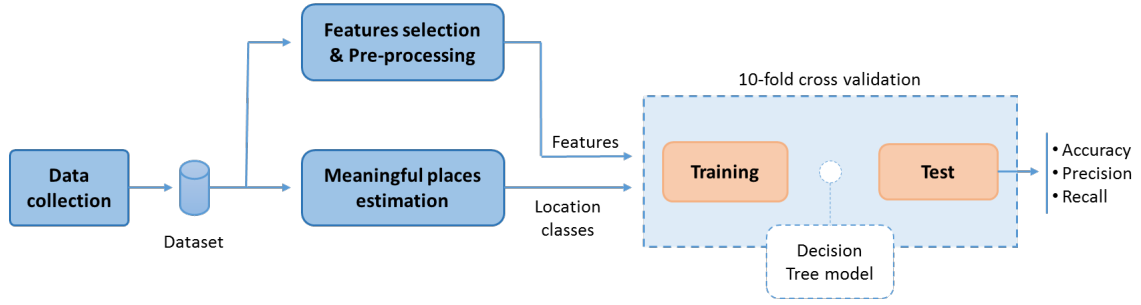 Features selection
& Pre-processing
10-fold cross validation
Features
Data
collection
Dataset
Meaningful places
estimation
Location
classes
Training
Test
Decision
Tree model
• Accuracy
• Precision
• Recall